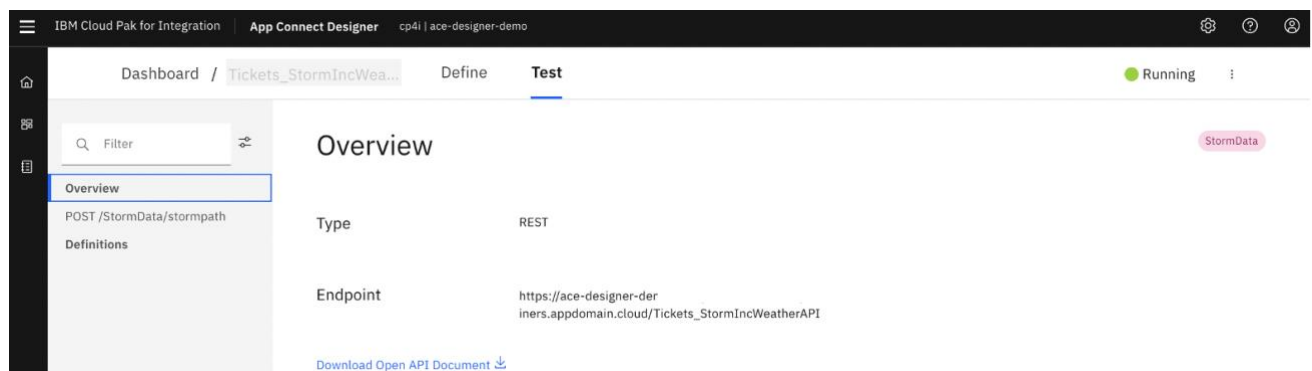 IBM Cloud Pak for Integration App Connect Designer cp4i | ace-designer-demo
Dashboard / Tickets_StormIncWea... Define Test Running
Filter
Overview StormData
Overview
POST /StormData/stormpath
Type REST
Definitions
Endpoint https://ace-designer-der
iners.appdomain.cloud/Tickets_StormIncWeatherAPI
Download Open API Document